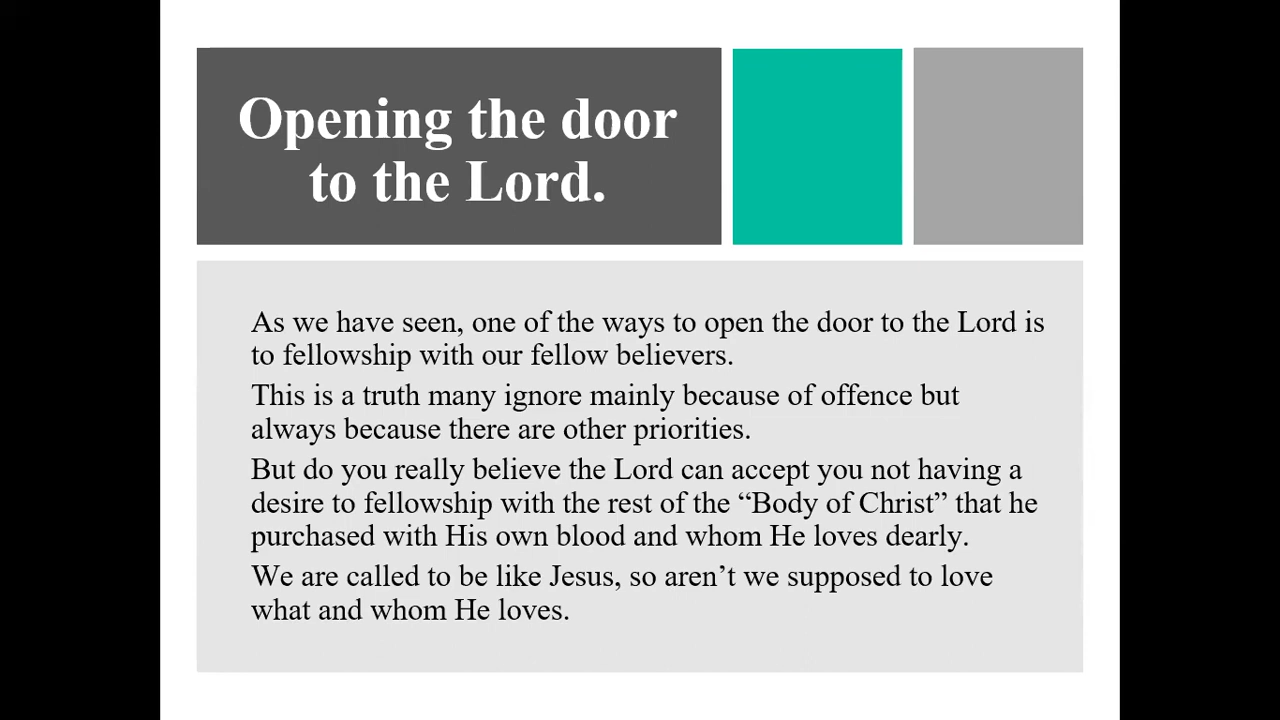 Opening the door
to the Lord.
As we have seen, one of the ways to open the door to the Lord is
to fellowship with our fellow believers.
This is a truth many ignore mainly because of offence but
always because there are other priorities.
But do you really believe the Lord can accept you not having a
desire to fellowship with the rest of the “Body of Christ” that he
purchased with His own blood and whom He loves dearly.
We are called to be like Jesus, so aren’t we supposed to love
what and whom He loves.